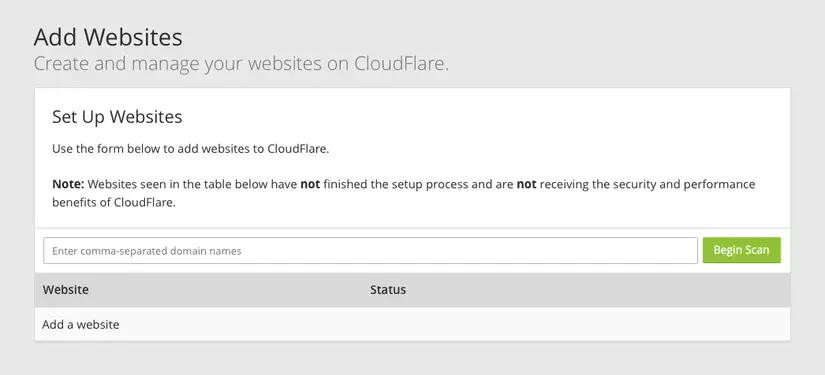 Add Websites
Create and manage your websites on CloudFlare.
Set Up Websites
Use the form below to add websites to CloudFlare.
Note: Websites seen in the table below have not finished the setup process and are not receiving the security and performance
benefits of CloudFlare.
Enter comma-separated domain names
Begin Scan
Website Status
Add a website